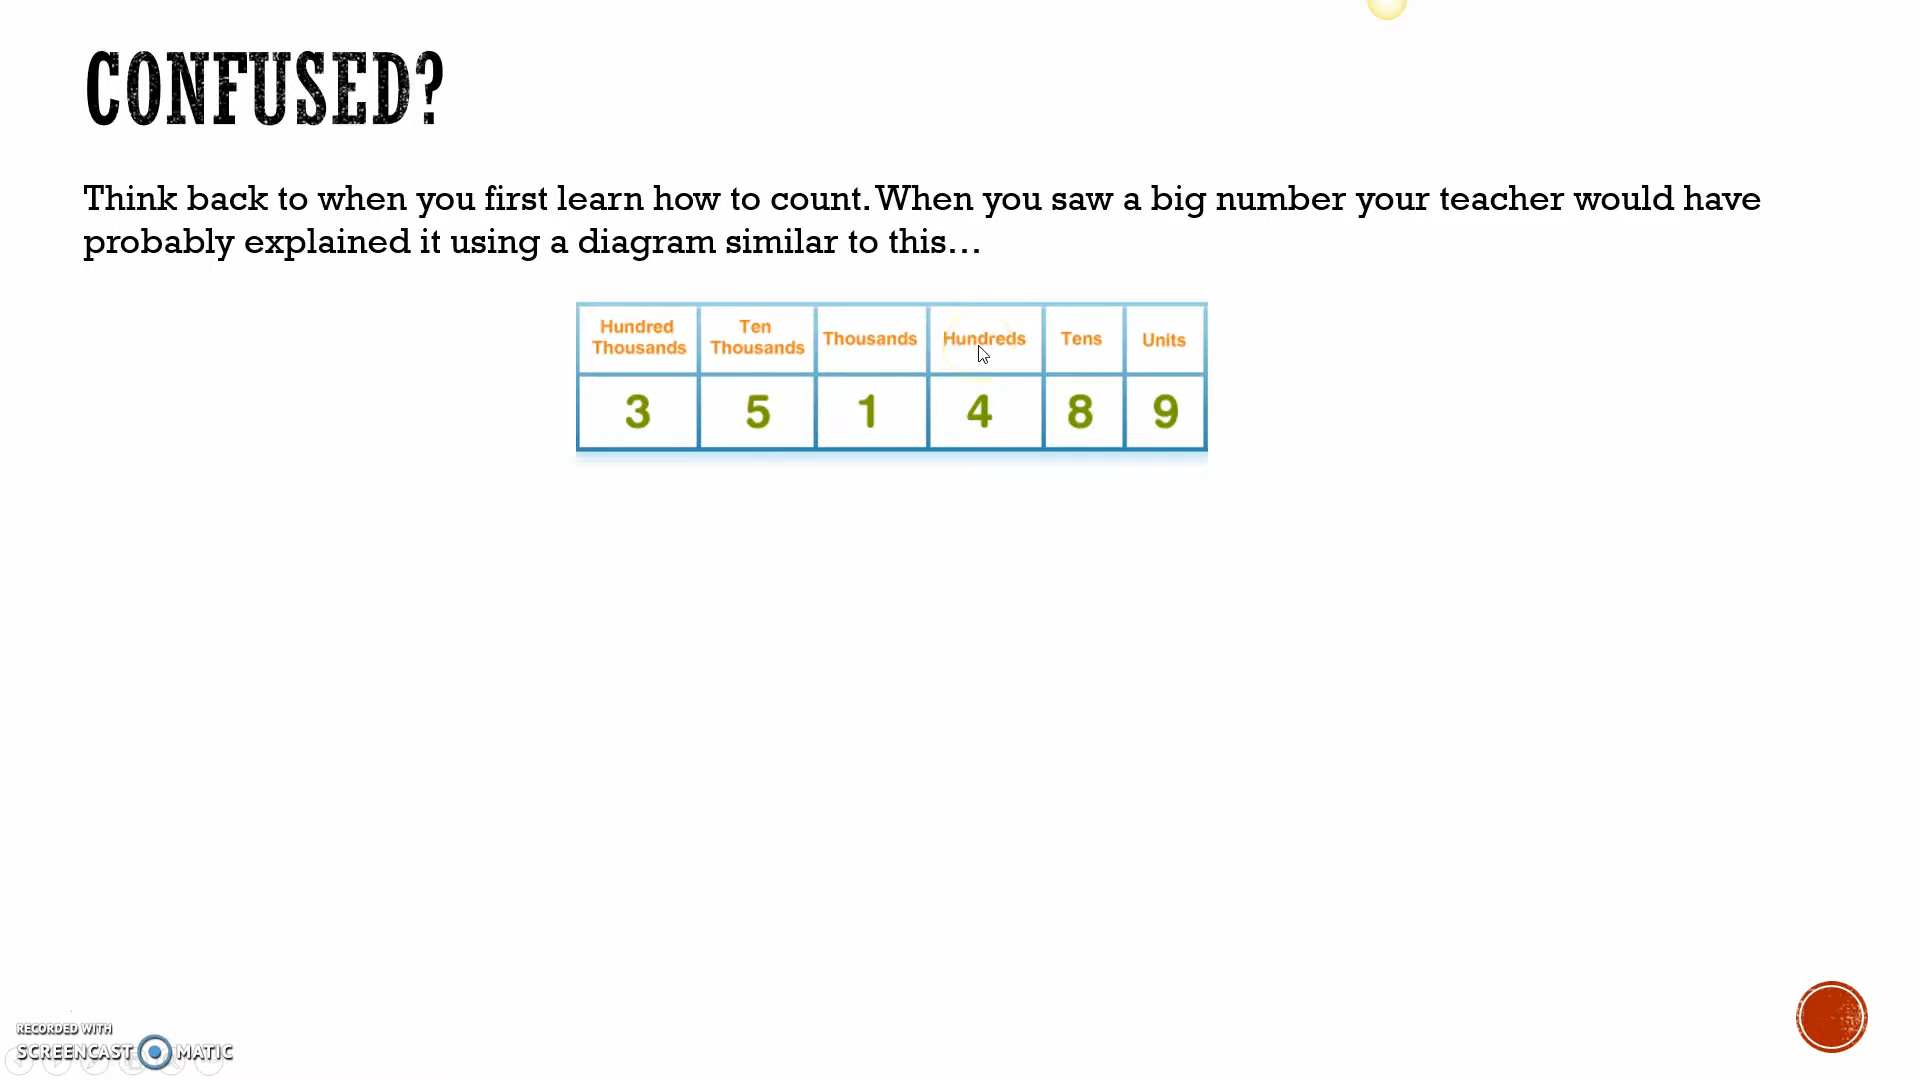 CONFUSED?
Think back to when you first learn how to count. When you saw a big number your teacher would have
probably explained it using a diagram similar to this...
Hundred Thousands Ten Thousands Thousands Hundreds Tens Units
3 5 1 4 8 9
RECORDED WITH
SCREENCAST MATIC